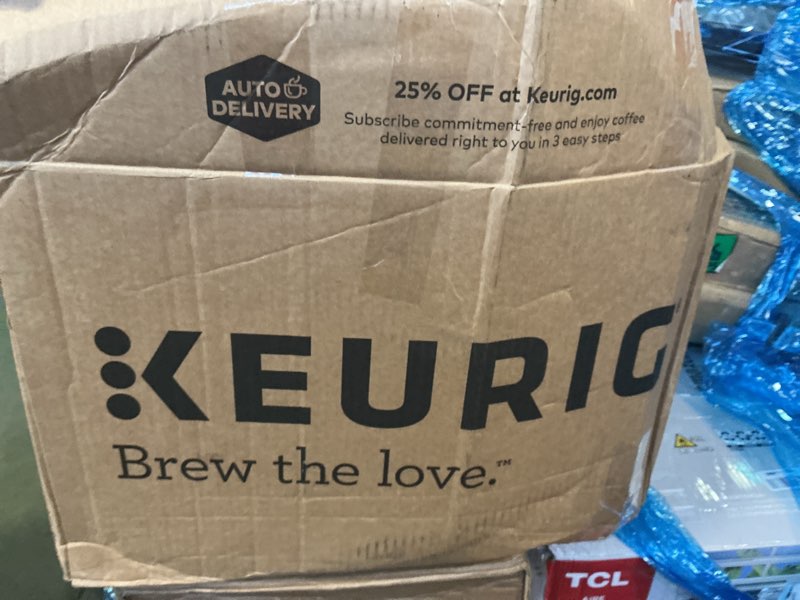 AUTO
DELIVERY
25% OFF at Keurig.com
Subscribe commitment-free and enjoy coffee
delivered right to you in 3 easy steps
KEURIG
Brew the love.™
TCL